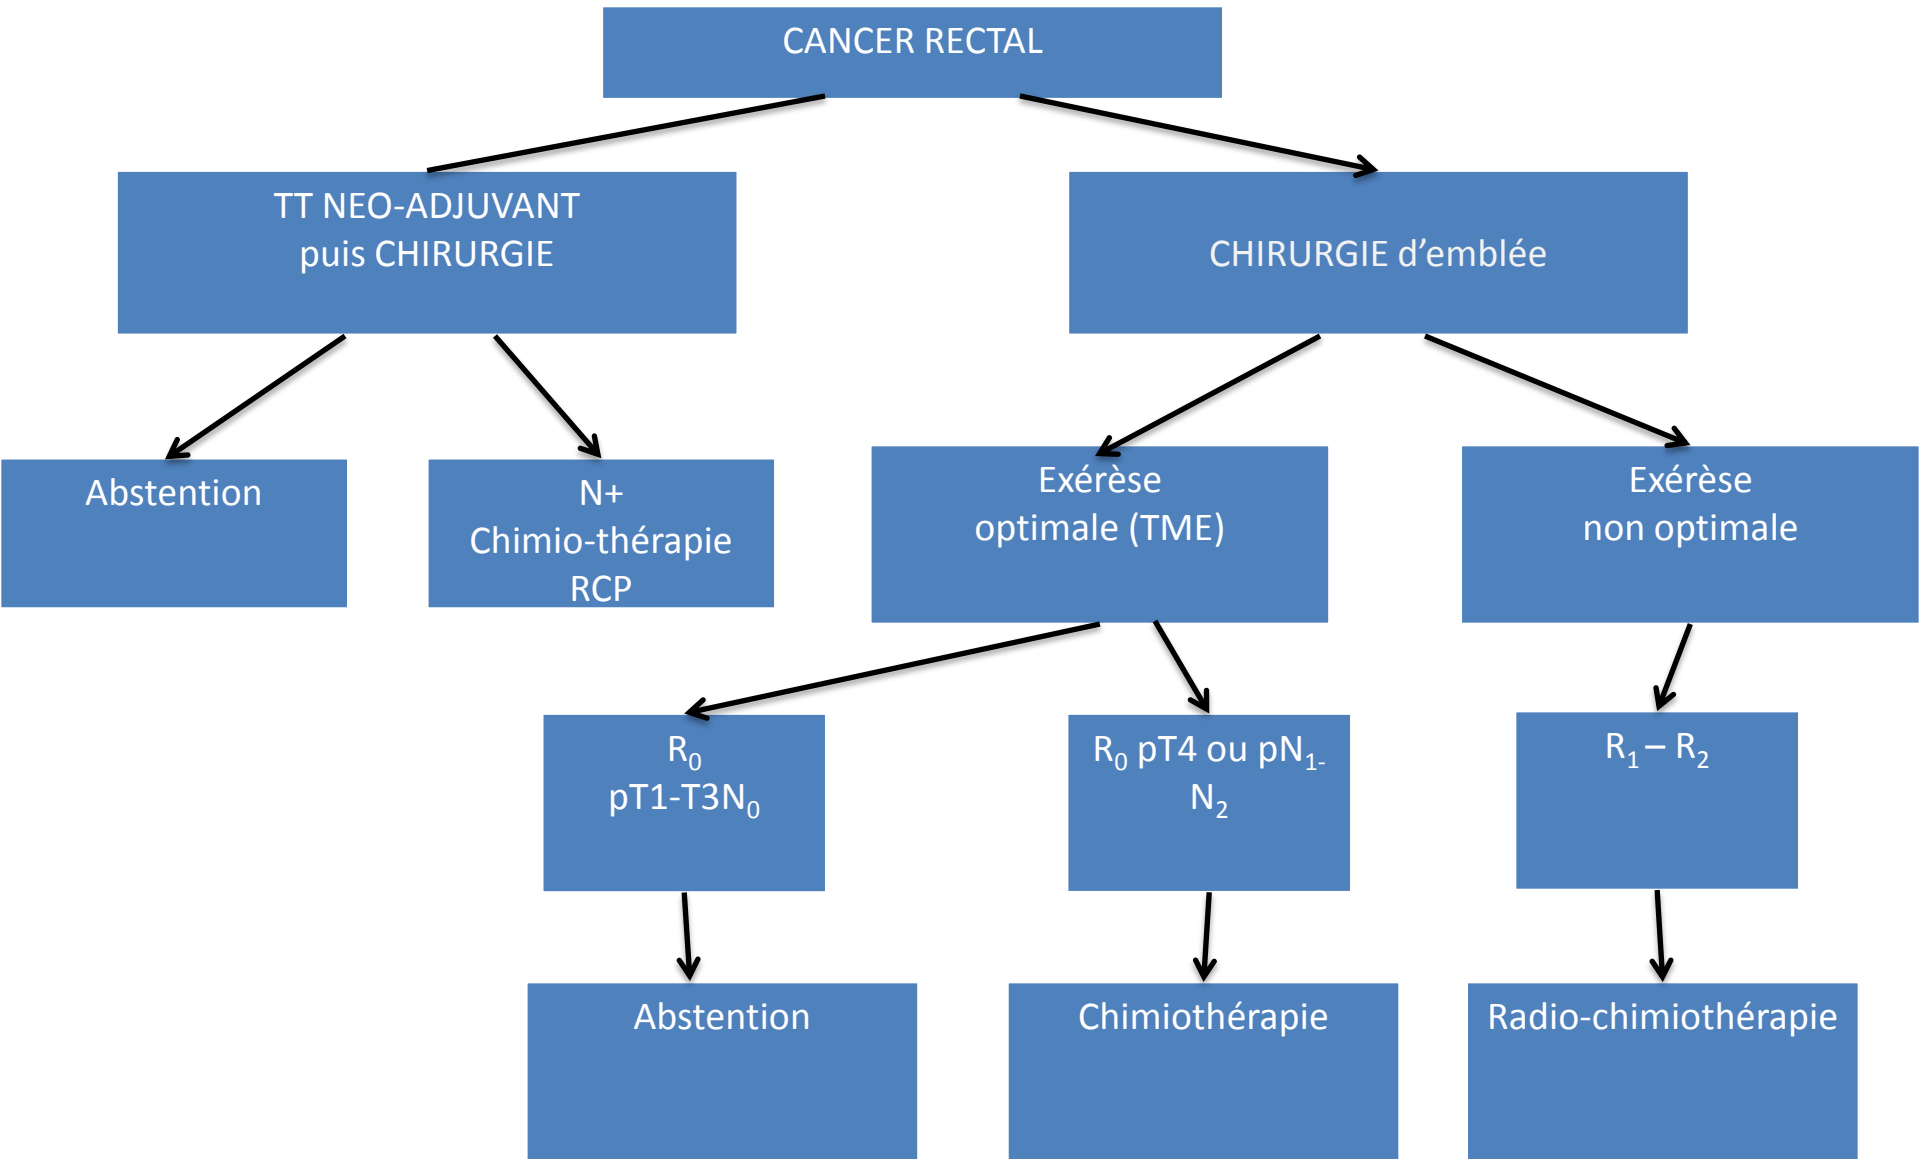 CANCER RECTAL
TT NEO-ADJUVANT
puis CHIRURGIE
CHIRURGIE d’emblée
Abstention
N+
Chimio-thérapie
RCP
Exérèse
optimale (TME)
Exérèse
non optimale
R₀
pT1-T3N₀
R₀ pT4 ou pN₁₋
N₂
R₁ – R₂
Abstention
Chimiothérapie
Radio-chimiothérapie